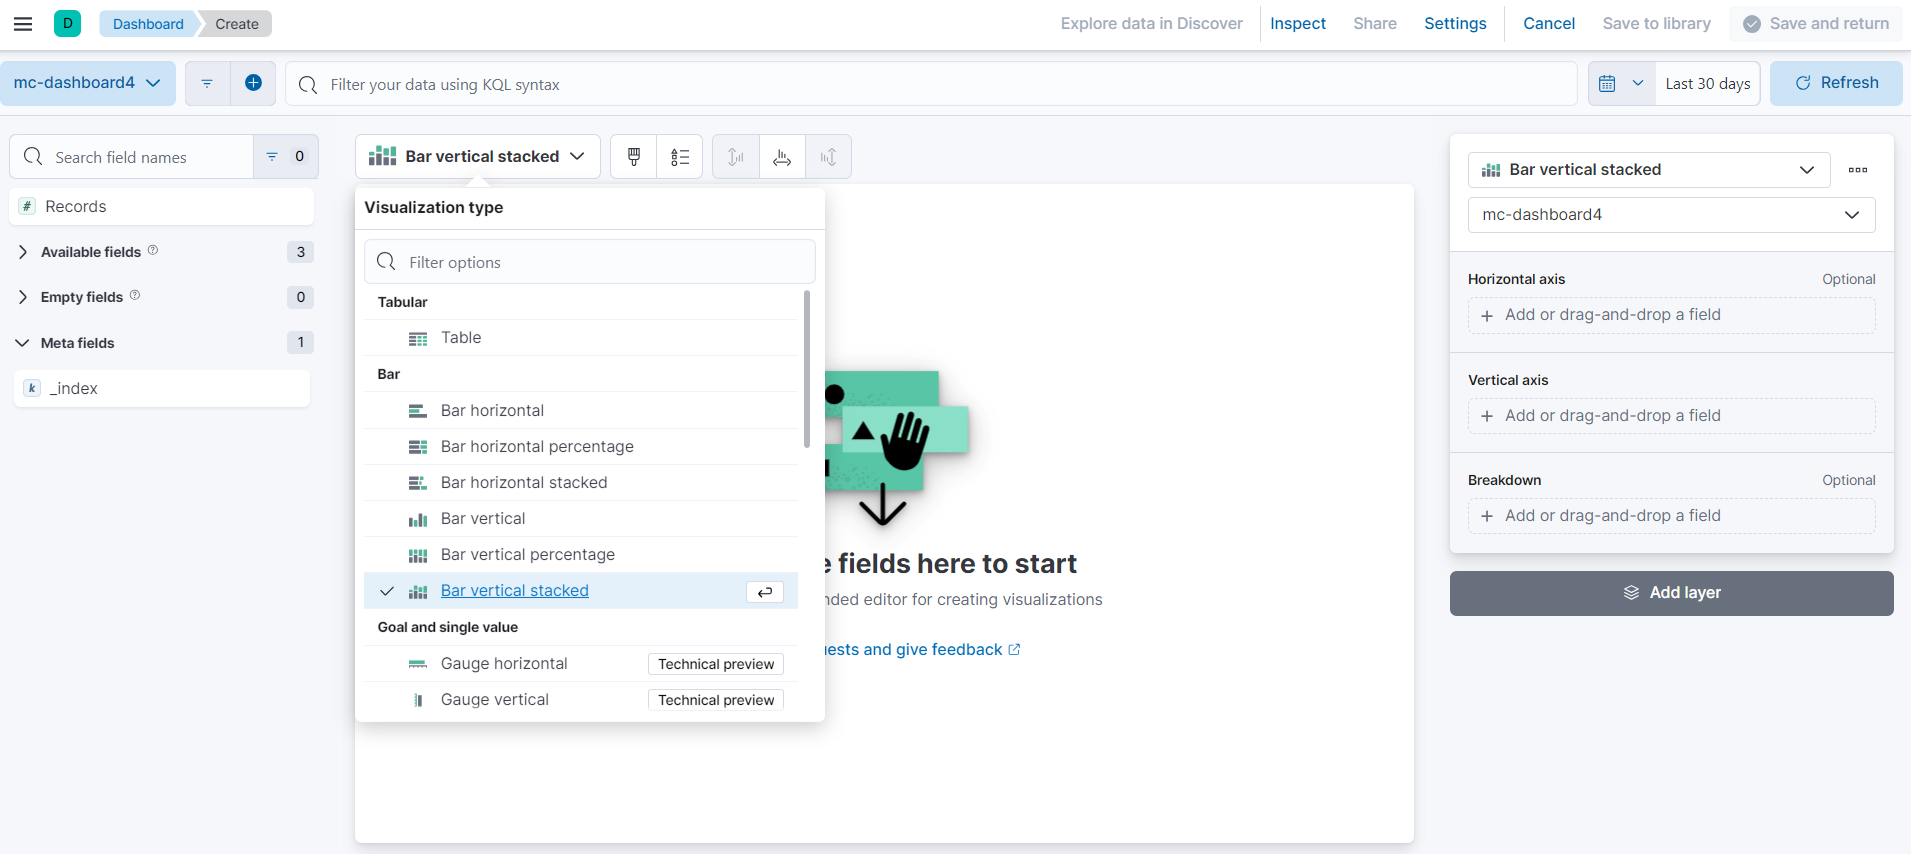 D Dashboard Create Explore data in Discover Inspect Share Settings Cancel Save to library Save and return
mc-dashboard4 Filter your data using KQL syntax Last 30 days Refresh
Search field names 0
# Records
Available fields 3
Empty fields 0
Meta fields 1
k _index
Bar vertical stacked
Visualization type
Filter options
Tabular
Table
Bar
Bar horizontal
Bar horizontal percentage
Bar horizontal stacked
Bar vertical
Bar vertical percentage
Bar vertical stacked
Goal and single value
Gauge horizontal Technical preview
Gauge vertical Technical preview
e fields here to start
nded editor for creating visualizations
uests and give feedback
Bar vertical stacked
mc-dashboard4
Horizontal axis Optional
+ Add or drag-and-drop a field
Vertical axis
+ Add or drag-and-drop a field
Breakdown Optional
+ Add or drag-and-drop a field
Add layer